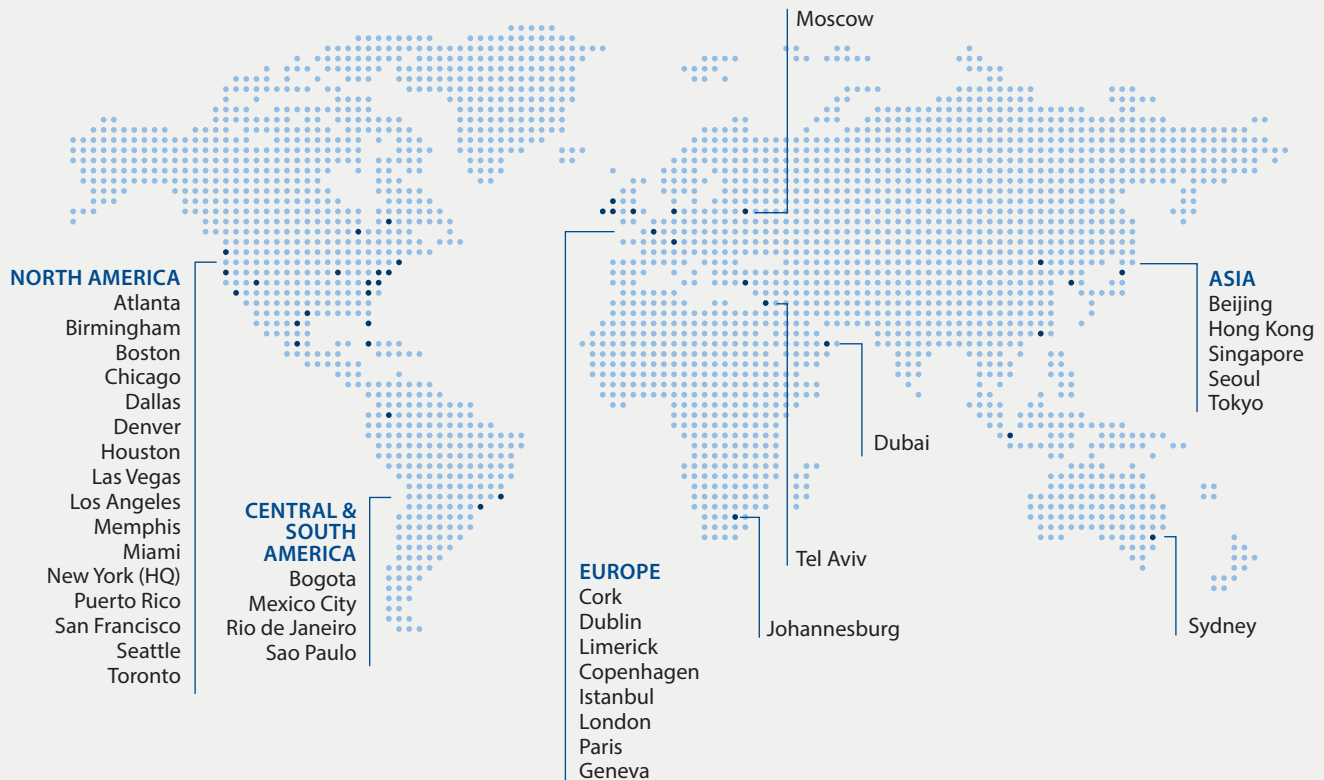 Moscow
NORTH AMERICA
Atlanta
Birmingham
Boston
Chicago
Dallas
Denver
Houston
Las Vegas
Los Angeles
Memphis
Miami
New York (HQ)
Puerto Rico
San Francisco
Seattle
Toronto
CENTRAL &
SOUTH
AMERICA
Bogota
Mexico City
Rio de Janeiro
Sao Paulo
EUROPE
Cork
Dublin
Limerick
Copenhagen
Istanbul
London
Paris
Geneva
Tel Aviv
Johannesburg
Dubai
ASIA
Beijing
Hong Kong
Singapore
Seoul
Tokyo
Sydney